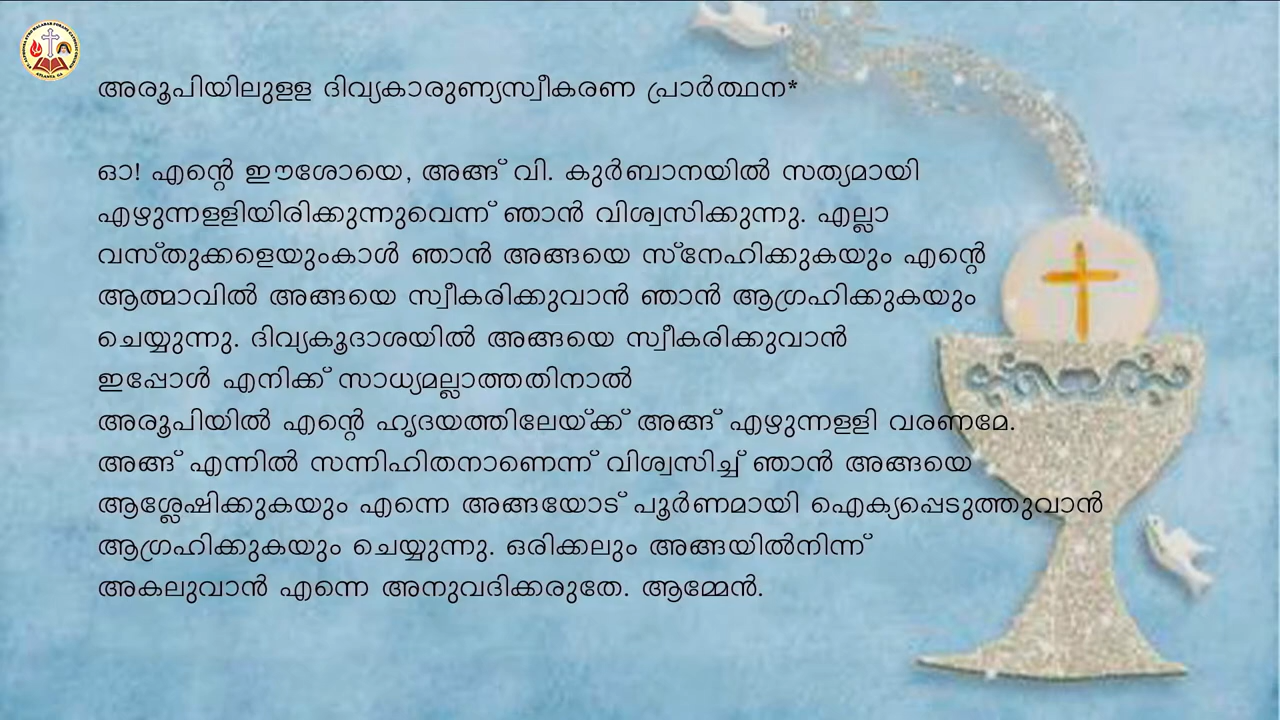 അരൂപിയിലുളള ദിവ്യകാരുണ്യസ്വീകരണ പ്രാർത്ഥന*
ഓ! എന്റെ ഈശോയെ, അങ്ങ് വി. കുർബാനയിൽ സത്യമായി
എഴുന്നളളിയിരിക്കുന്നുവെന്ന് ഞാൻ വിശ്വസിക്കുന്നു. എല്ലാ
വസ്തുക്കളെയുംകാൾ ഞാൻ അങ്ങയെ സ്നേഹിക്കുകയും എന്റെ
ആത്മാവിൽ അങ്ങയെ സ്വീകരിക്കുവാൻ ഞാൻ ആഗ്രഹിക്കുകയും
ചെയ്യുന്നു. ദിവ്യകൂദാശയിൽ അങ്ങയെ സ്വീകരിക്കുവാൻ
ഇപ്പോൾ എനിക്ക് സാധ്യമല്ലാത്തതിനാൽ
അരൂപിയിൽ എന്റെ ഹൃദയത്തിലേയ്ക്ക് അങ്ങ് എഴുന്നളളി വരണമേ.
അങ്ങ് എന്നിൽ സന്നിഹിതനാണെന്ന് വിശ്വസിച്ച് ഞാൻ അങ്ങയെ
ആശ്ലേഷിക്കുകയും എന്നെ അങ്ങയോട് പൂർണമായി ഐക്യപ്പെടുത്തുവാൻ
ആഗ്രഹിക്കുകയും ചെയ്യുന്നു. ഒരിക്കലും അങ്ങയിൽനിന്ന്
അകലുവാൻ എന്നെ അനുവദിക്കരുതേ. ആമ്മേൻ.